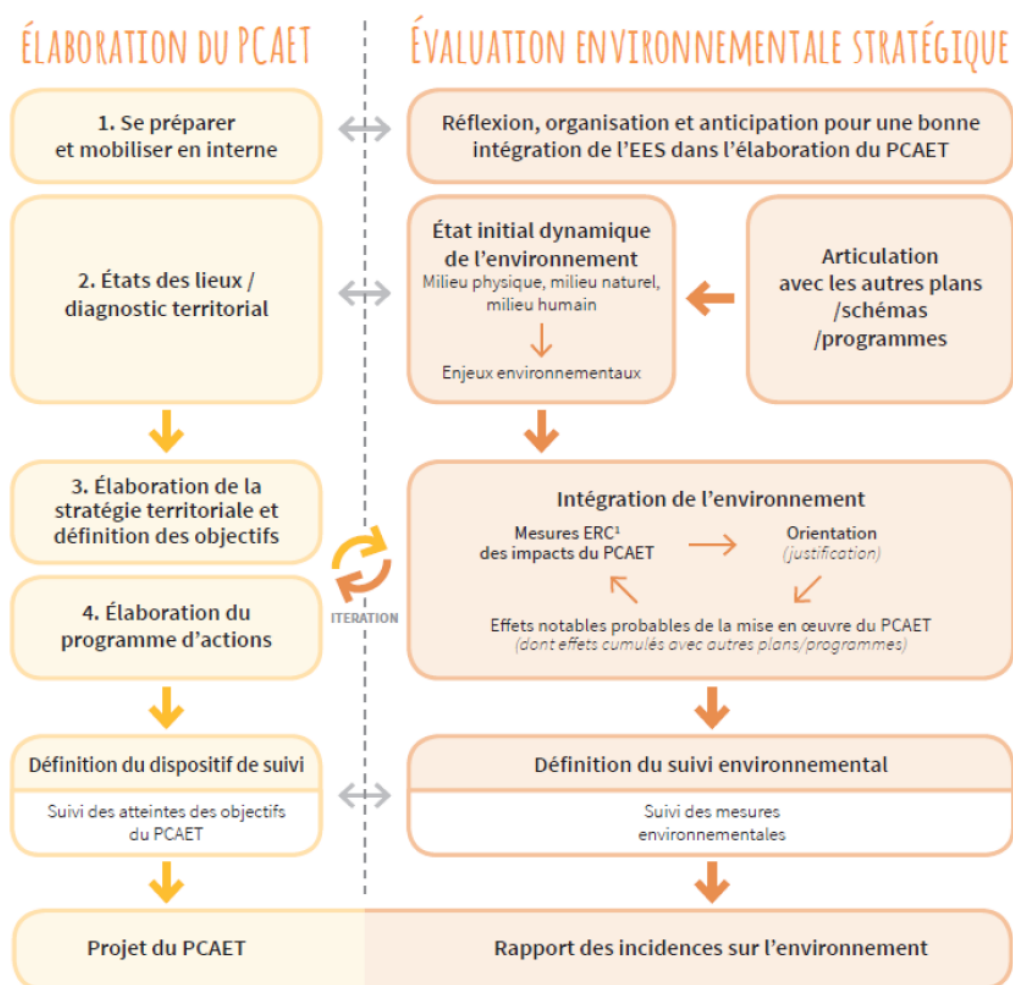 ÉLABORATION DU PCAET
ÉVALUATION ENVIRONNEMENTALE STRATÉGIQUE
1. Se préparer
et mobiliser en interne
Réflexion, organisation et anticipation pour une bonne
intégration de l'EES dans l'élaboration du PCAET
2. États des lieux /
diagnostic territorial
État initial dynamique
de l'environnement
Milieu physique, milieu naturel,
milieu humain
Enjeux environnementaux
Articulation
avec les autres plans
/schémas
/programmes
3. Élaboration de la
stratégie territoriale et
définition des objectifs
4. Élaboration du
programme d'actions
ITERATION
Intégration de l'environnement
Mesures ERC¹
des impacts du PCAET
Orientation
(justification)
Effets notables probables de la mise en œuvre du PCAET
(dont effets cumulés avec autres plans/programmes)
Définition du dispositif de suivi
Suivi des atteintes des objectifs
du PCAET
Définition du suivi environnemental
Suivi des mesures
environnementales
Projet du PCAET
Rapport des incidences sur l'environnement